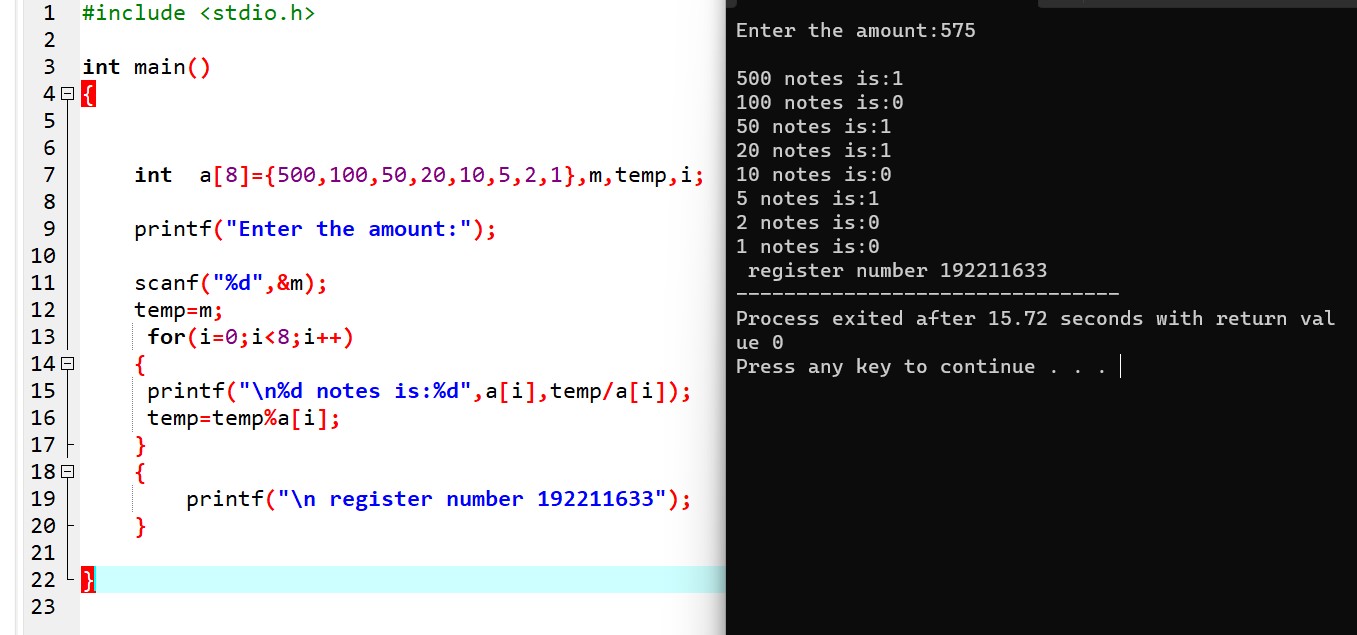 1 #include <stdio.h>
2
3 int main()
4 {
5
6
7 int  a[8]={500,100,50,20,10,5,2,1},m,temp,i;
8
9 printf("Enter the amount:");
10
11 scanf("%d",&m);
12 temp=m;
13 for(i=0;i<8;i++)
14 {
15 printf("\n%d notes is:%d",a[i],temp/a[i]);
16 temp=temp%a[i];
17 }
18 {
19 printf("\n register number 192211633");
20 }
21
22 }
23
Enter the amount:575
500 notes is:1
100 notes is:0
50 notes is:1
20 notes is:1
10 notes is:0
5 notes is:1
2 notes is:0
1 notes is:0
register number 192211633
--------------------------------
Process exited after 15.72 seconds with return val
ue 0
Press any key to continue . . .